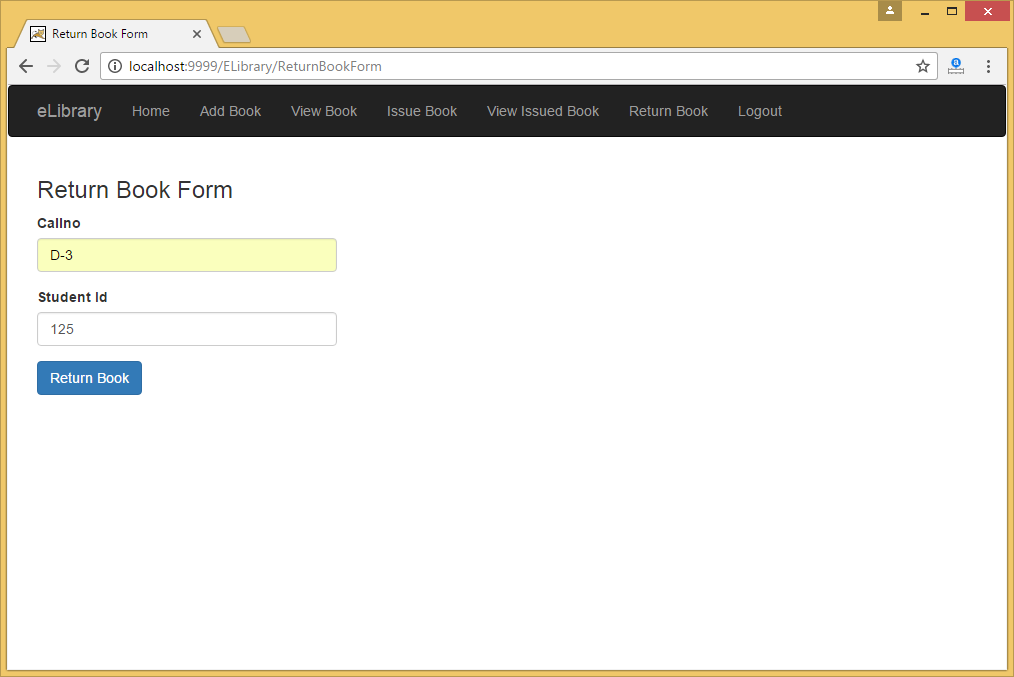 Return Book Form
localhost:9999/ELibrary/ReturnBookForm
eLibrary Home Add Book View Book Issue Book View Issued Book Return Book Logout
Return Book Form
Callno
D-3
Student Id
125
Return Book